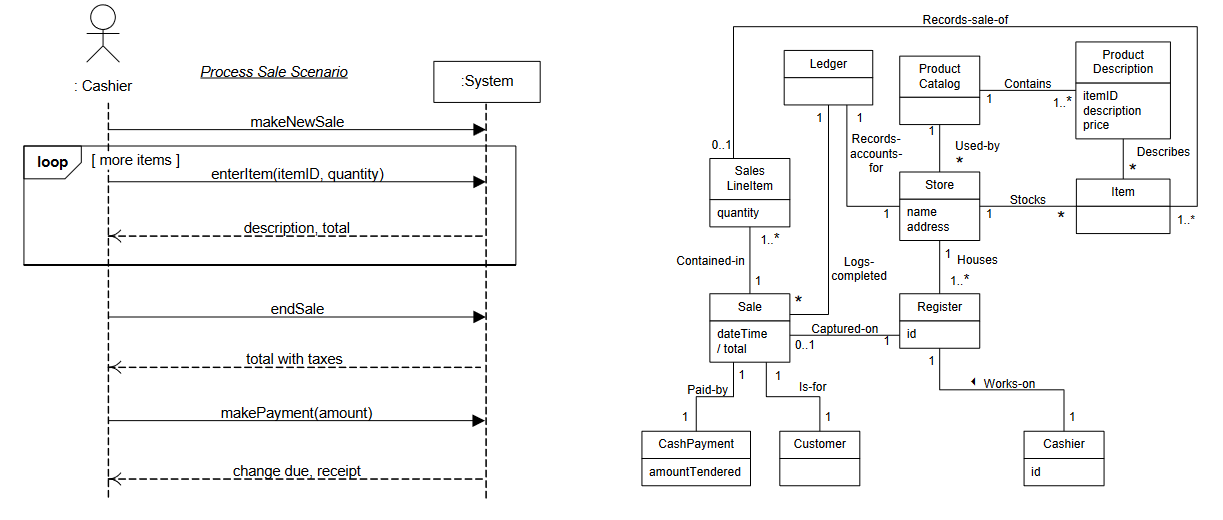 Process Sale Scenario
: Cashier
:System
makeNewSale
loop
[ more items ]
enterItem(itemID, quantity)
description, total
endSale
total with taxes
makePayment(amount)
change due, receipt
Records-sale-of
Ledger
Product
Catalog
Contains
1
1..*
Product
Description
itemID
description
price
1
1
1
Records-
accounts-
for
Used-by
*
Describes
*
0..1
Sales
LineItem
quantity
1..*
Store
name
address
1
1
Stocks
*
Item
1..*
Contained-in
1
Logs-
completed
*
1
Houses
1..*
Sale
dateTime
/ total
Captured-on
0..1
1
Register
id
1
1
1
Paid-by
Is-for
Works-on
1
1
1
CashPayment
amountTendered
Customer
Cashier
id